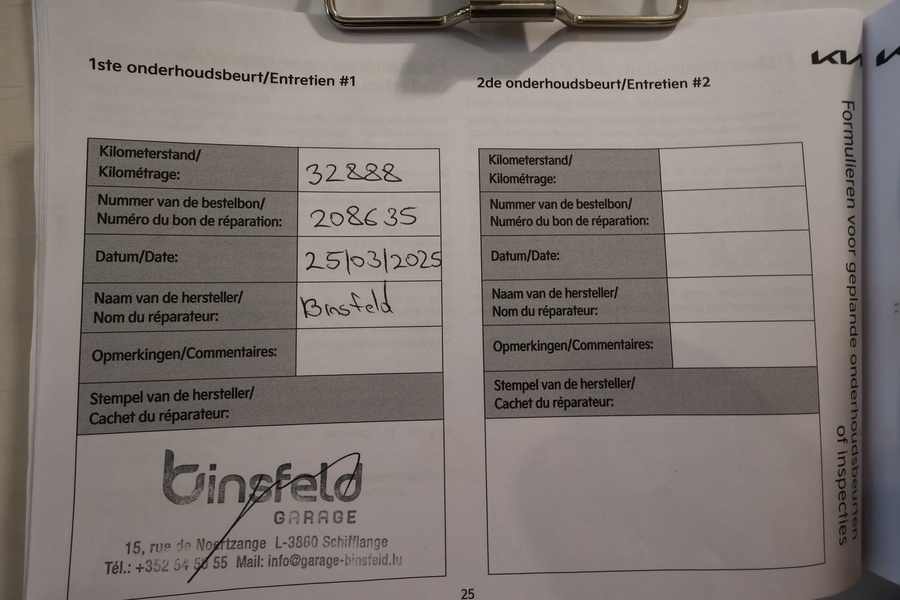 1ste onderhoudsbeurt/Entretien #1
Kilometerstand/
Kilométrage:
32888
Nummer van de bestelbon/
Numéro du bon de réparation:
208635
Datum/Date:
25/03/2025
Naam van de hersteller/
Nom du réparateur:
Binsfeld
Opmerkingen/Commentaires:
Stempel van de hersteller/
Cachet du réparateur:
binsfeld
GARAGE
15, rue de Noertzange L-3860 Schifflange
Tél.: +352 54 50 55 Mail: info@garage-binsfeld.lu
2de onderhoudsbeurt/Entretien #2
Kilometerstand/
Kilométrage:
Nummer van de bestelbon/
Numéro du bon de réparation:
Datum/Date:
Naam van de hersteller/
Nom du réparateur:
Opmerkingen/Commentaires:
Stempel van de hersteller/
Cachet du réparateur:
KIA
Formulieren voor geplande onderhoudsbeurten
of inspecties
25